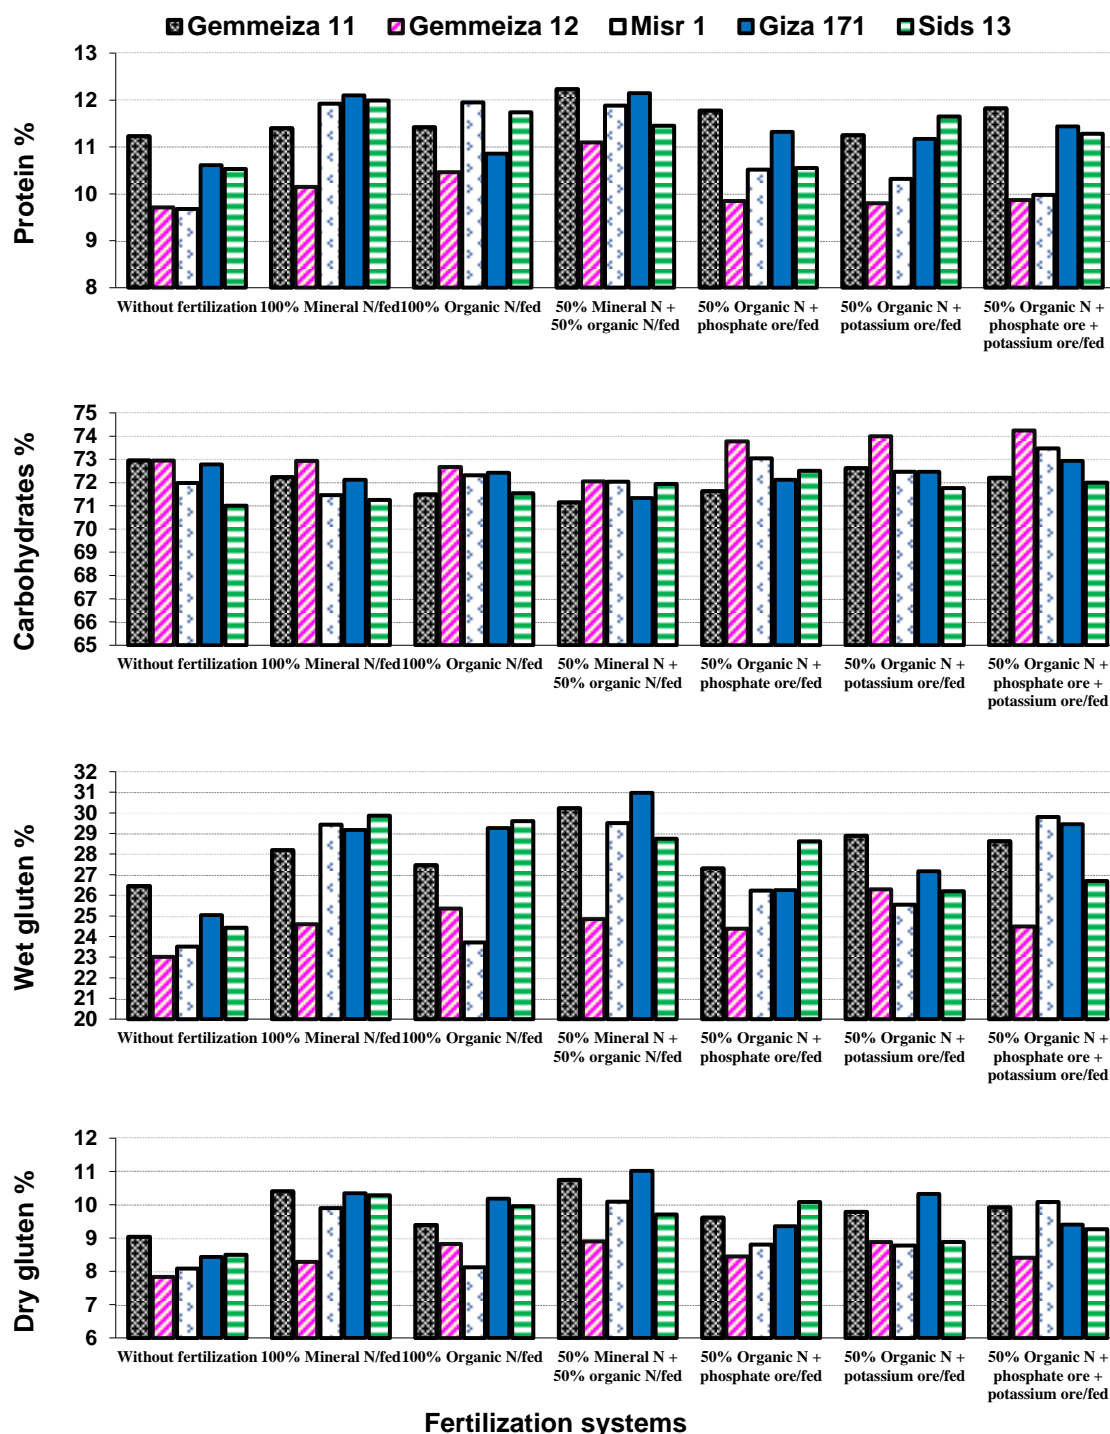 Gemmeiza 11 Gemmeiza 12 Misr 1 Giza 171 Sids 13
Protein %
13
12
11
10
9
8
Without fertilization 100% Mineral N/fed 100% Organic N/fed 50% Mineral N + 50% Organic N + 50% Organic N + 50% Organic N +
50% organic N/fed phosphate ore/fed potassium ore/fed phosphate ore +
potassium ore/fed
Carbohydrates %
75
74
73
72
71
70
69
68
67
66
65
Without fertilization 100% Mineral N/fed 100% Organic N/fed 50% Mineral N + 50% Organic N + 50% Organic N + 50% Organic N +
50% organic N/fed phosphate ore/fed potassium ore/fed phosphate ore +
potassium ore/fed
Wet gluten %
32
31
30
29
28
27
26
25
24
23
22
21
20
Without fertilization 100% Mineral N/fed 100% Organic N/fed 50% Mineral N + 50% Organic N + 50% Organic N + 50% Organic N +
50% organic N/fed phosphate ore/fed potassium ore/fed phosphate ore +
potassium ore/fed
Dry gluten %
12
11
10
9
8
7
6
Without fertilization 100% Mineral N/fed 100% Organic N/fed 50% Mineral N + 50% Organic N + 50% Organic N + 50% Organic N +
50% organic N/fed phosphate ore/fed potassium ore/fed phosphate ore +
potassium ore/fed
Fertilization systems